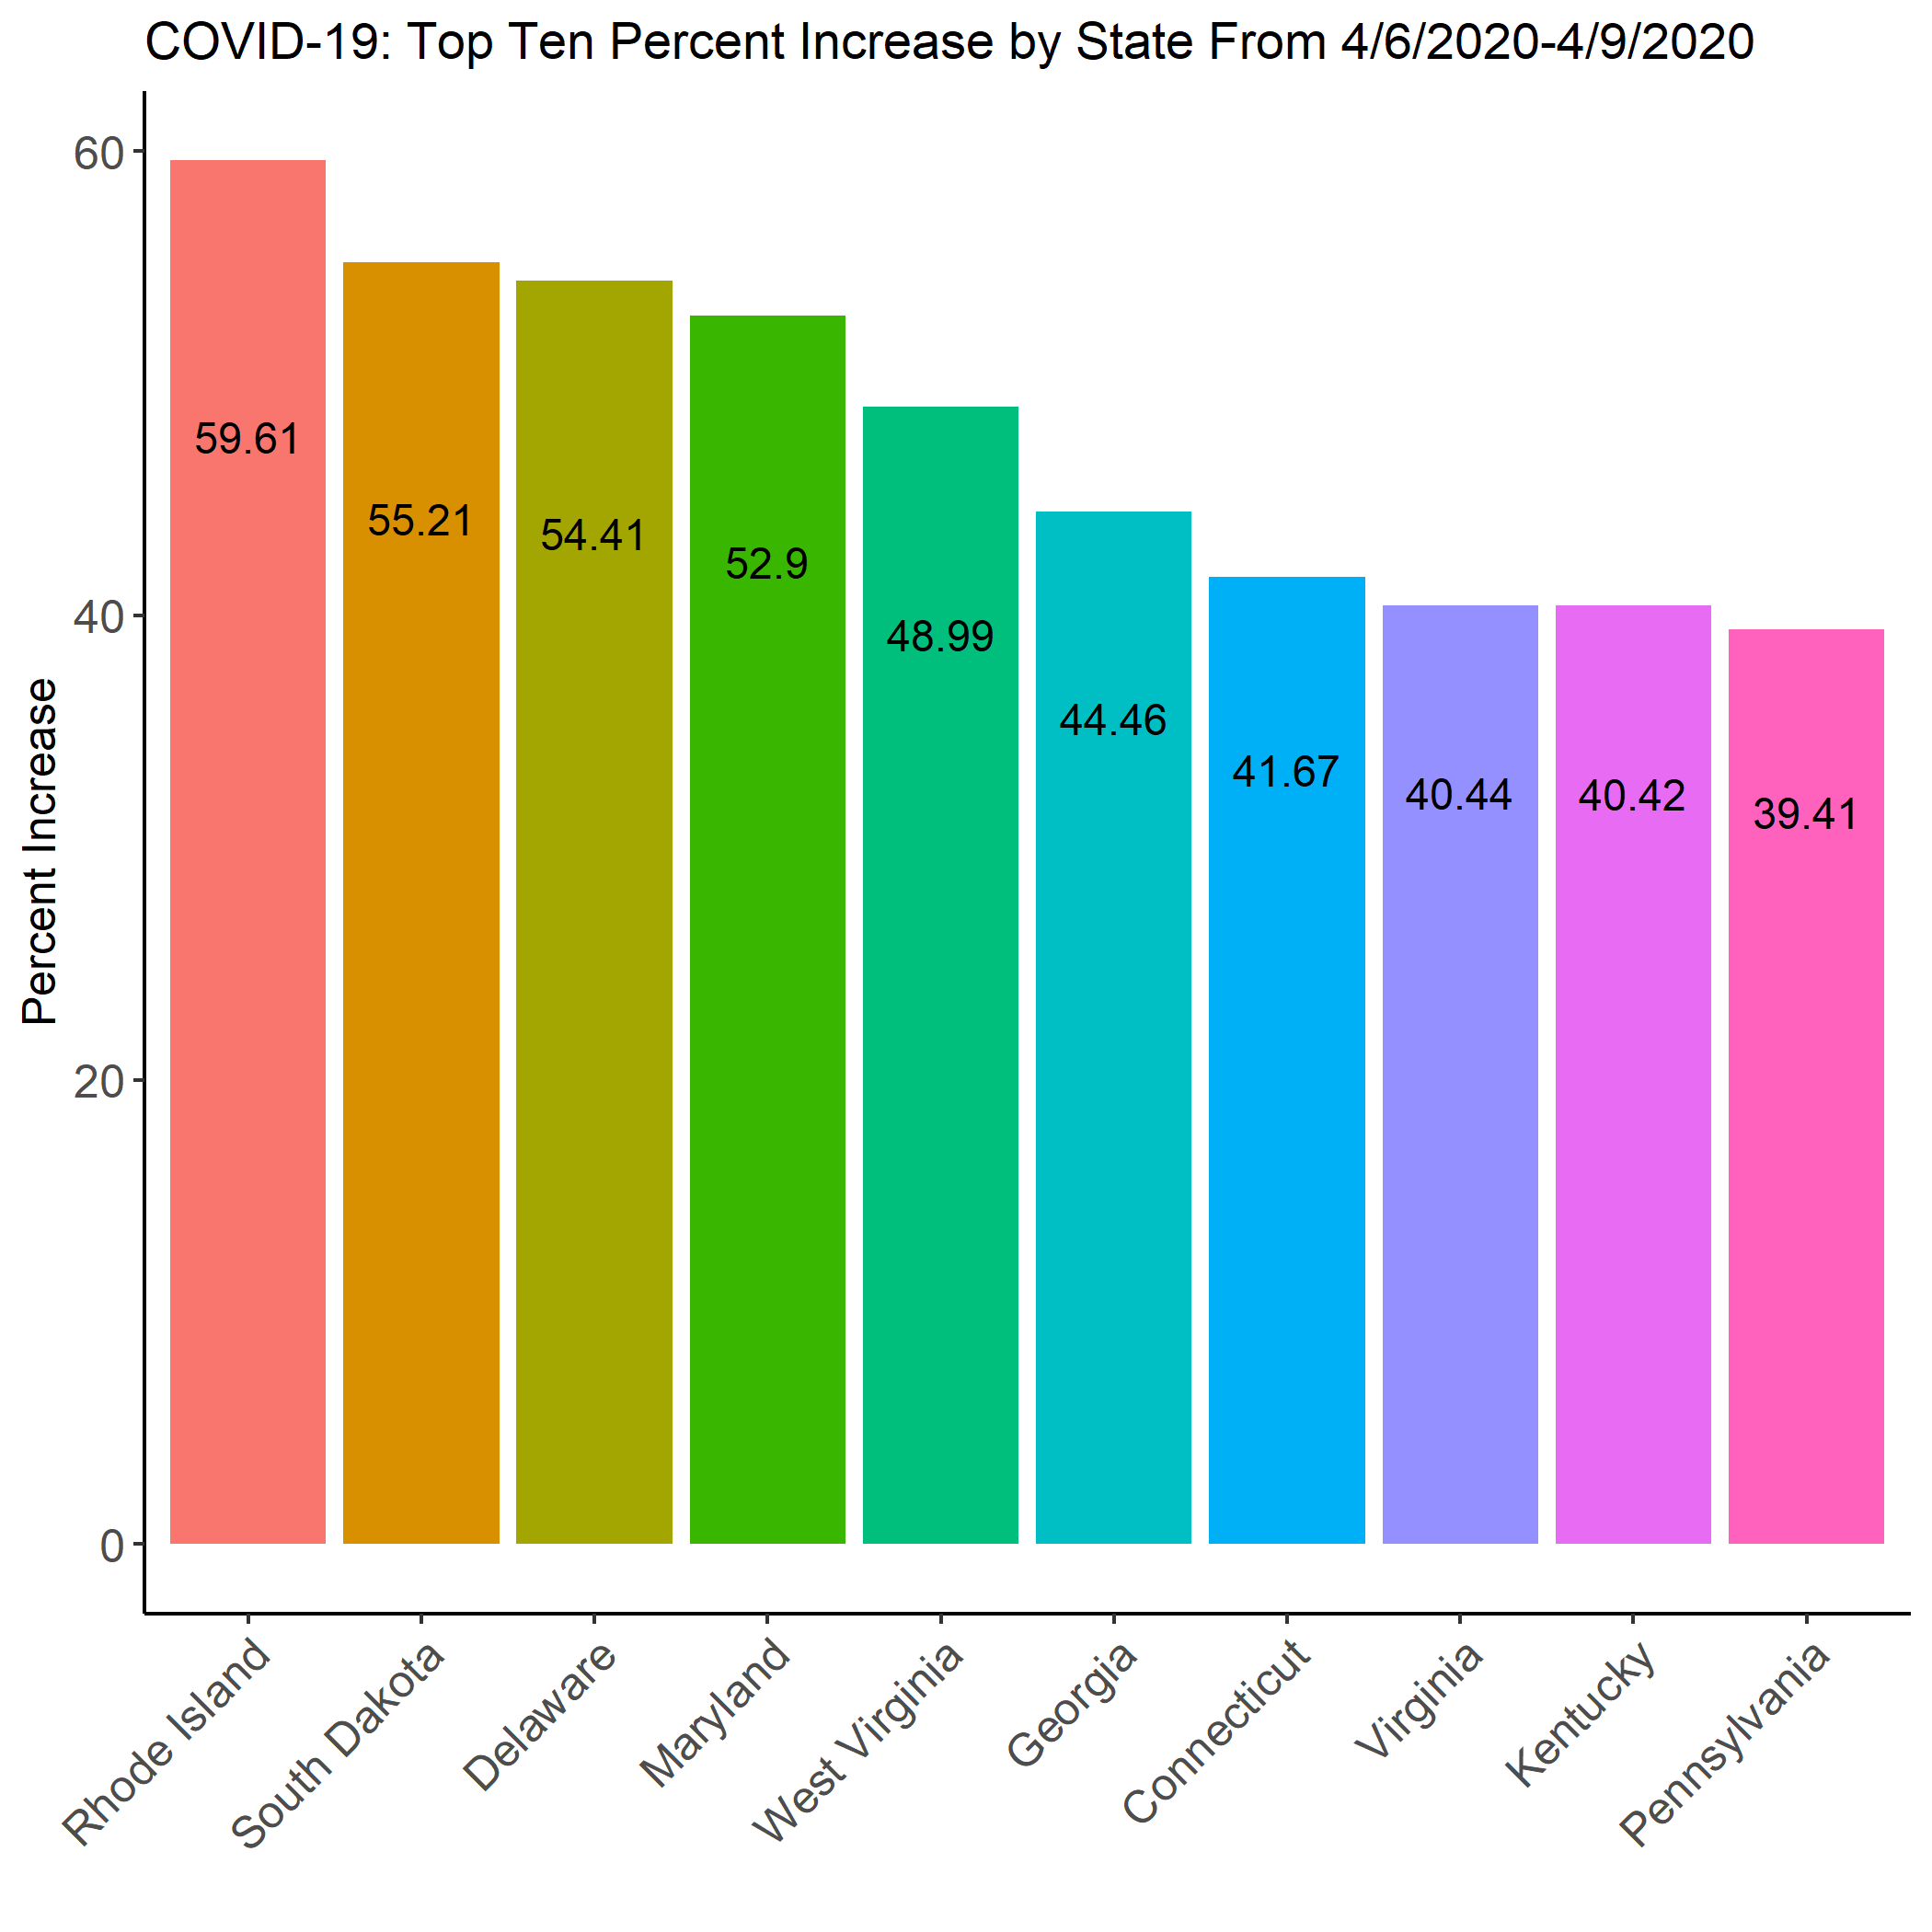 COVID-19: Top Ten Percent Increase by State From 4/6/2020-4/9/2020
Percent Increase
60
40
20
0
59.61
55.21
54.41
52.9
48.99
44.46
41.67
40.44
40.42
39.41
Rhode Island
South Dakota
Delaware
Maryland
West Virginia
Georgia
Connecticut
Virginia
Kentucky
Pennsylvania